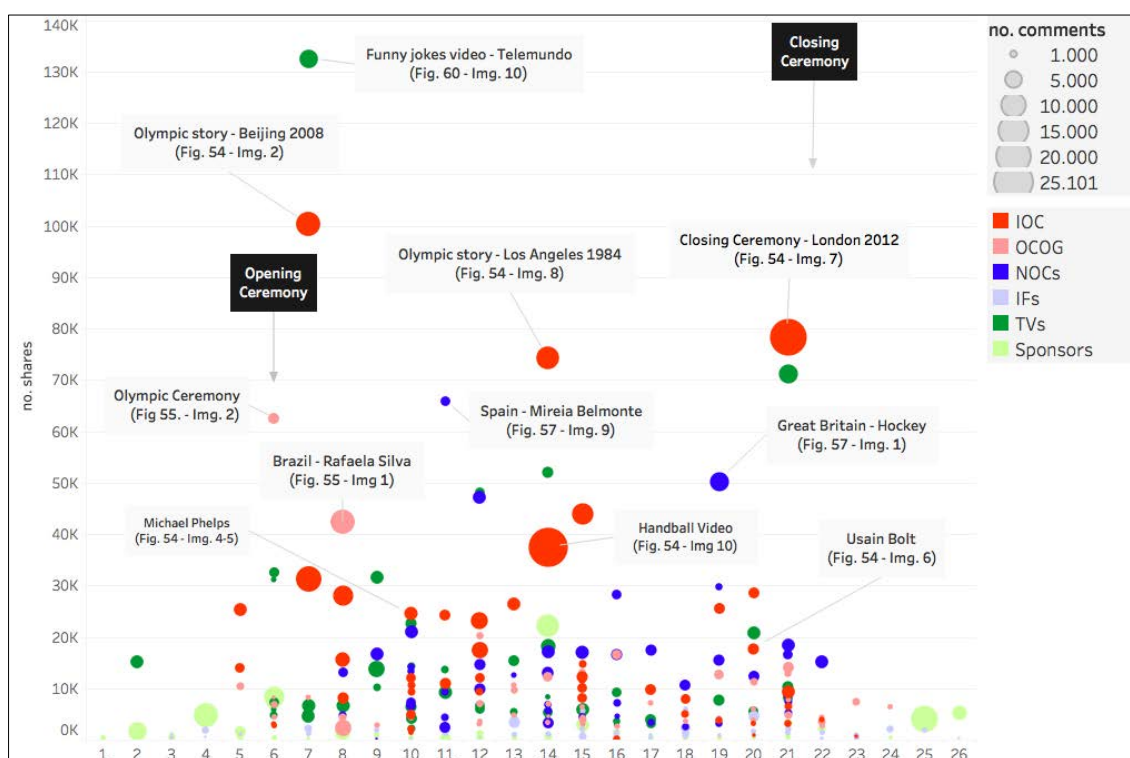 140K
130K
120K
110K
100K
90K
80K
70K
60K
50K
40K
30K
20K
10K
0K
no. shares
Funny jokes video - Telemundo
(Fig. 60 - Img. 10)
Closing
Ceremony
Olympic story - Beijing 2008
(Fig. 54 - Img. 2)
Olympic story - Los Angeles 1984
(Fig. 54 - Img. 8)
Closing Ceremony - London 2012
(Fig. 54 - Img. 7)
Opening
Ceremony
Olympic Ceremony
(Fig 55. - Img. 2)
Spain - Mireia Belmonte
(Fig. 57 - Img. 9)
Great Britain - Hockey
(Fig. 57 - Img. 1)
Brazil - Rafaela Silva
(Fig. 55 - Img 1)
Michael Phelps
(Fig. 54 - Img. 4-5)
Handball Video
(Fig. 54 - Img 10)
Usain Bolt
(Fig. 54 - Img. 6)
1. 2. 3. 4. 5. 6. 7. 8. 9. 10. 11. 12. 13. 14. 15. 16. 17. 18. 19. 20. 21. 22. 23. 24. 25. 26.
no. comments
1.000
5.000
10.000
15.000
20.000
25.101
IOC
OCOG
NOCs
IFs
TVs
Sponsors